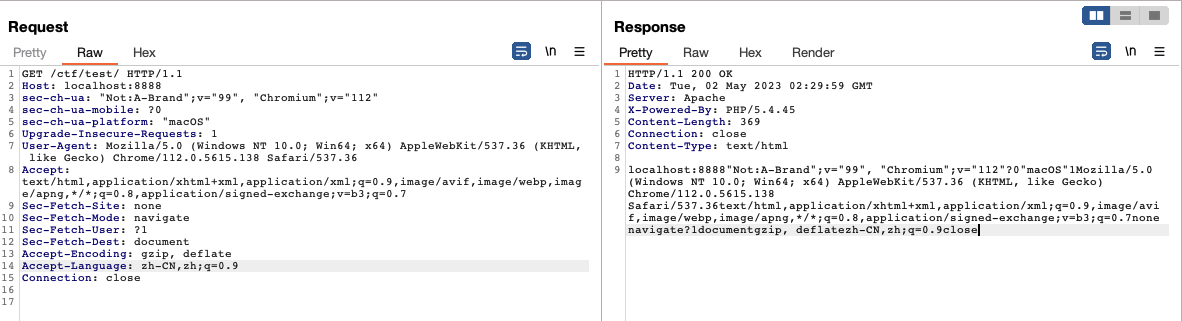 Request
Pretty Raw Hex
\n
1 GET /ctf/test/ HTTP/1.1
2 Host: localhost:8888
3 sec-ch-ua: "Not:A-Brand";v="99", "Chromium";v="112"
4 sec-ch-ua-mobile: ?0
5 sec-ch-ua-platform: "macOS"
6 Upgrade-Insecure-Requests: 1
7 User-Agent: Mozilla/5.0 (Windows NT 10.0; Win64; x64) AppleWebKit/537.36 (KHTML,
like Gecko) Chrome/112.0.5615.138 Safari/537.36
8 Accept:
text/html,application/xhtml+xml,application/xml;q=0.9,image/avif,image/webp,imag
e/apng,*/*;q=0.8,application/signed-exchange;v=b3;q=0.7
9 Sec-Fetch-Site: none
10 Sec-Fetch-Mode: navigate
11 Sec-Fetch-User: ?1
12 Sec-Fetch-Dest: document
13 Accept-Encoding: gzip, deflate
14 Accept-Language: zh-CN,zh;q=0.9
15 Connection: close
16
17
Response
Pretty Raw Hex Render
\n
1 HTTP/1.1 200 OK
2 Date: Tue, 02 May 2023 02:29:59 GMT
3 Server: Apache
4 X-Powered-By: PHP/5.4.45
5 Content-Length: 369
6 Connection: close
7 Content-Type: text/html
8
9 localhost:8888"Not:A-Brand";v="99", "Chromium";v="112"?0"macOS"1Mozilla/5.0
(Windows NT 10.0; Win64; x64) AppleWebKit/537.36 (KHTML, like Gecko)
Chrome/112.0.5615.138
Safari/537.36text/html,application/xhtml+xml,application/xml;q=0.9,image/avi
f,image/webp,image/apng,*/*;q=0.8,application/signed-exchange;v=b3;q=0.7none
navigate?1documentgzip, deflatezh-CN,zh;q=0.9close